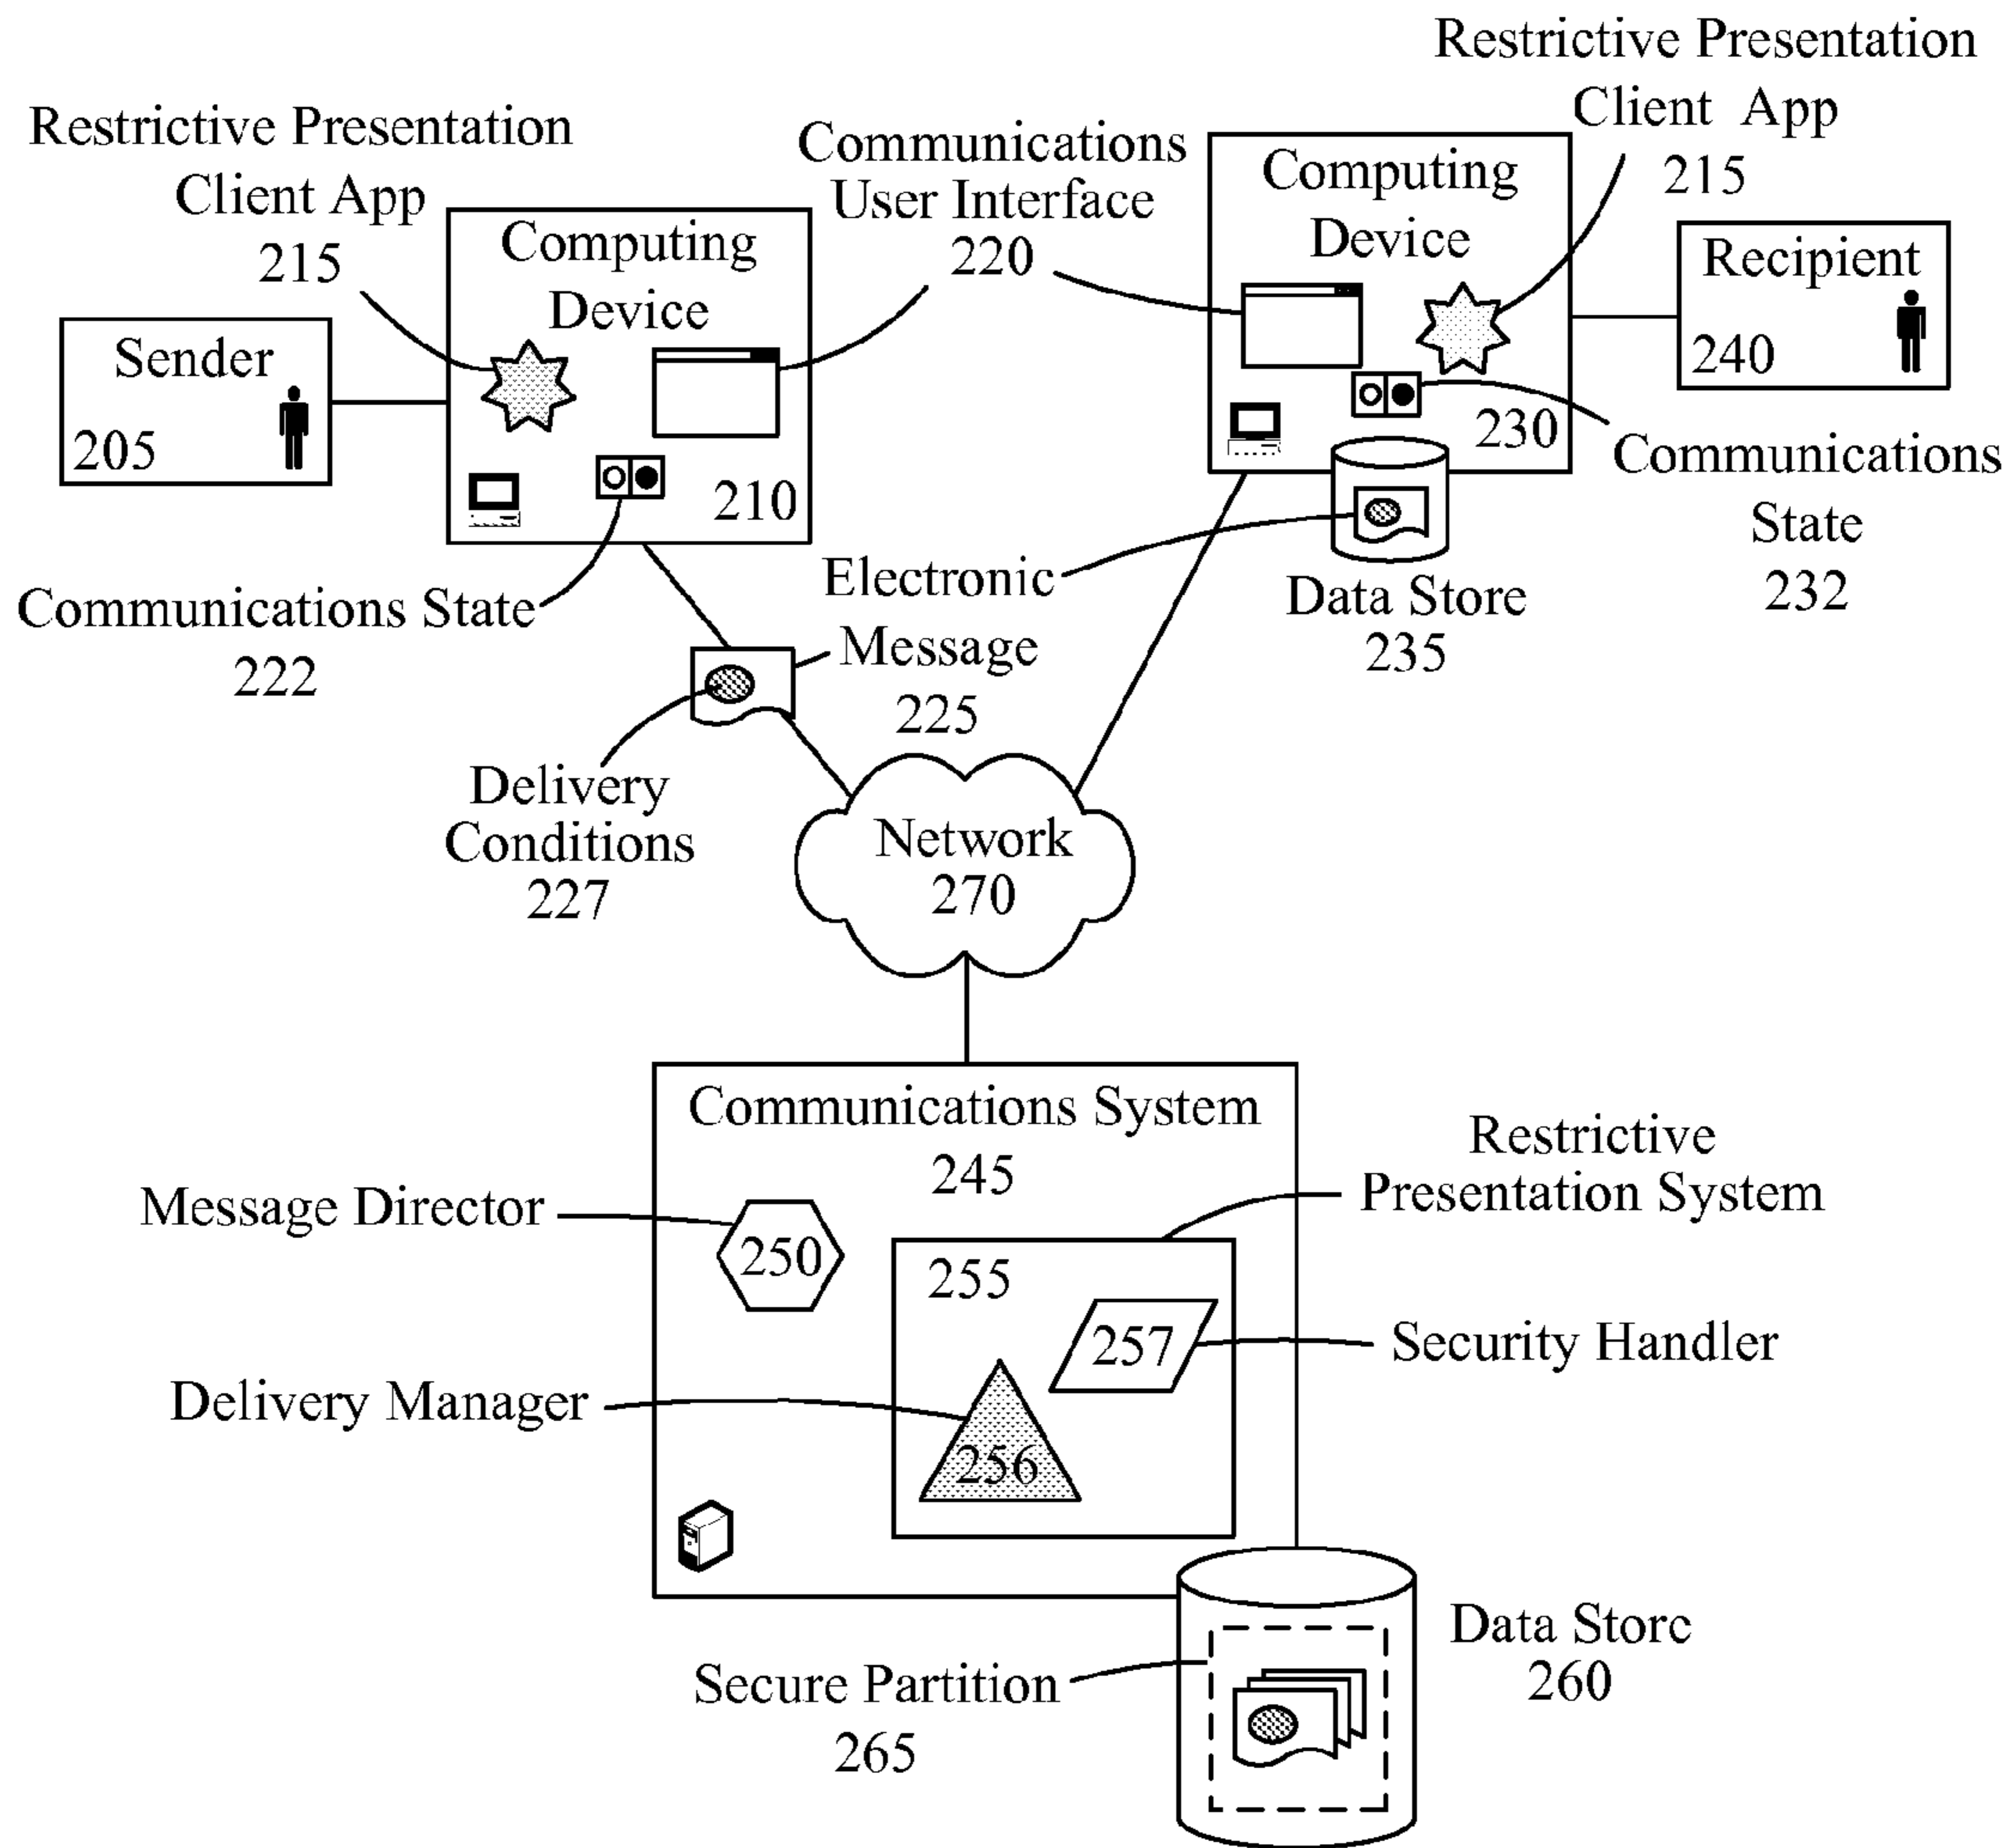 Restrictive Presentation
Client App
215
Restrictive Presentation
Client App
215
Communications
User Interface
220
Computing
Device
Computing
Device
Recipient
240
Sender
205
210
230
Communications
State
232
Communications State
222
Electronic
Message
225
Data Store
235
Delivery
Conditions
227
Network
270
Communications System
245
Restrictive
Presentation System
Message Director
250
255
257
Security Handler
Delivery Manager
256
Data Store
260
Secure Partition
265